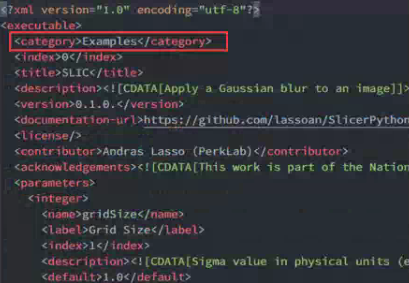 <?xml version="1.0" encoding="utf-8"?>
<executable>
<category>Examples</category>
<index>0</index>
<title>SLIC</title>
<description><![CDATA[Apply a Gaussian blur to an image]]>
<version>0.1.0.</version>
<documentation-url>https://github.com/lassoan/SlicerPython
<license/>
<contributor>Andras Lasso (PerkLab)</contributor>
<acknowledgements><![CDATA[This work is part of the Nation
<parameters>
<integer>
<name>gridSize</name>
<label>Grid Size</label>
<index>1</index>
<description><![CDATA[Sigma value in physical units (e
<default>1.0</default>